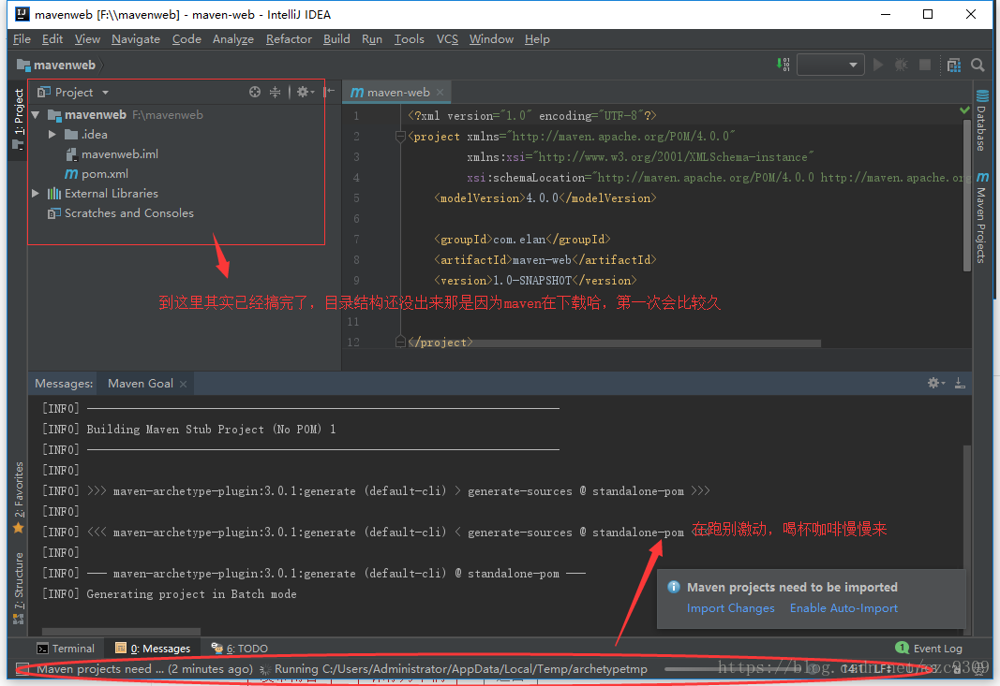 mavenweb [F:\\mavenweb] - maven-web - IntelliJ IDEA
File Edit View Navigate Code Analyze Refactor Build Run Tools VCS Window Help
mavenweb
1: Project
Project
maven-web
mavenweb F:\mavenweb
.idea
mavenweb.iml
pom.xml
External Libraries
Scratches and Consoles
到这里其实已经搞完了，目录结构还没出来那是因为maven在下载哈，第一次会比较久
1 <?xml version="1.0" encoding="UTF-8"?>
2 <project xmlns="http://maven.apache.org/POM/4.0.0"
3 xmlns:xsi="http://www.w3.org/2001/XMLSchema-instance"
4 xsi:schemaLocation="http://maven.apache.org/POM/4.0.0 http://maven.apache.org
5 <modelVersion>4.0.0</modelVersion>
6
7 <groupId>com.elan</groupId>
8 <artifactId>maven-web</artifactId>
9 <version>1.0-SNAPSHOT</version>
11
12 </project>
Database
Maven Projects
Messages: Maven Goal
[INFO] ------------------------------------------------------------------------
[INFO] Building Maven Stub Project (No POM) 1
[INFO] ------------------------------------------------------------------------
[INFO]
[INFO] >>> maven-archetype-plugin:3.0.1:generate (default-cli) > generate-sources @ standalone-pom >>>
[INFO]
[INFO] <<< maven-archetype-plugin:3.0.1:generate (default-cli) < generate-sources @ standalone-pom <<<
[INFO]
[INFO] --- maven-archetype-plugin:3.0.1:generate (default-cli) @ standalone-pom ---
[INFO] Generating project in Batch mode
在跑别激动，喝杯咖啡慢慢来
2: Favorites
7: Structure
Maven projects need to be imported
Import Changes Enable Auto-Import
Terminal 0: Messages 6: TODO 1 Event Log
Maven projects need ... (2 minutes ago) Running C:/Users/Administrator/AppData/Local/Temp/archetypetmp 14:1 LF